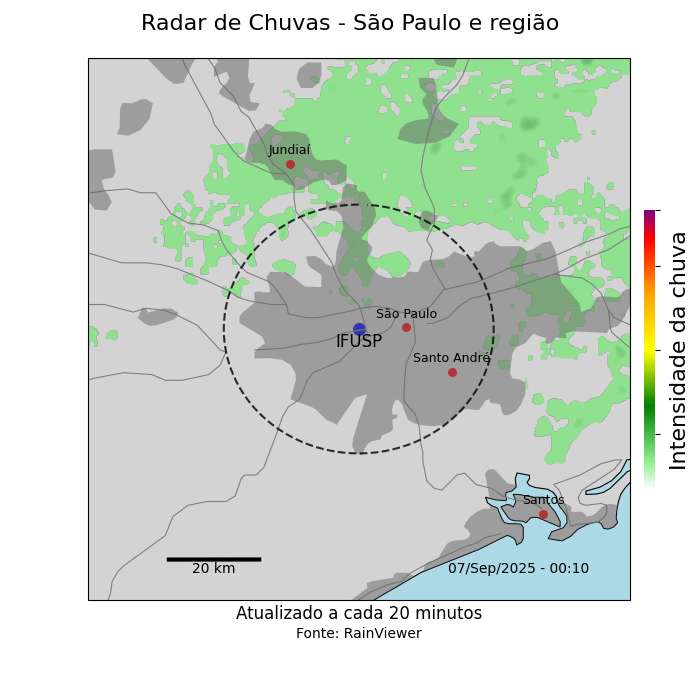 Radar de Chuvas - São Paulo e região
Jundiaí
São Paulo
IFUSP
Santo André
Santos
20 km
07/Sep/2025 - 00:10
Intensidade da chuva
Atualizado a cada 20 minutos
Fonte: RainViewer